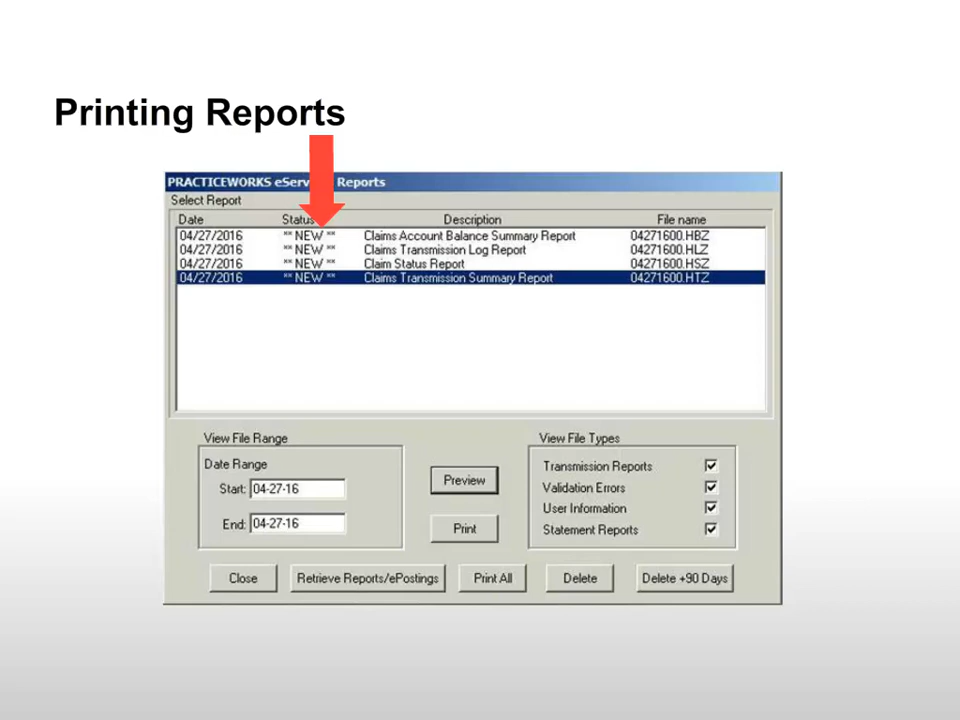 Printing Reports
PRACTICEWORKS eServ Reports
Select Report
Date Status Description File name
04/27/2016 ** NEW ** Claims Account Balance Summary Report 04271600.HBZ
04/27/2016 ** NEW ** Claims Transmission Log Report 04271600.HLZ
04/27/2016 ** NEW ** Claim Status Report 04271600.HSZ
04/27/2016 ** NEW ** Claims Transmission Summary Report 04271600.HTZ
View File Range View File Types
Date Range Transmission Reports
Start: 04-27-16 Preview Validation Errors
User Information
End: 04-27-16 Print Statement Reports
Close Retrieve Reports/ePostings Print All Delete Delete +90 Days